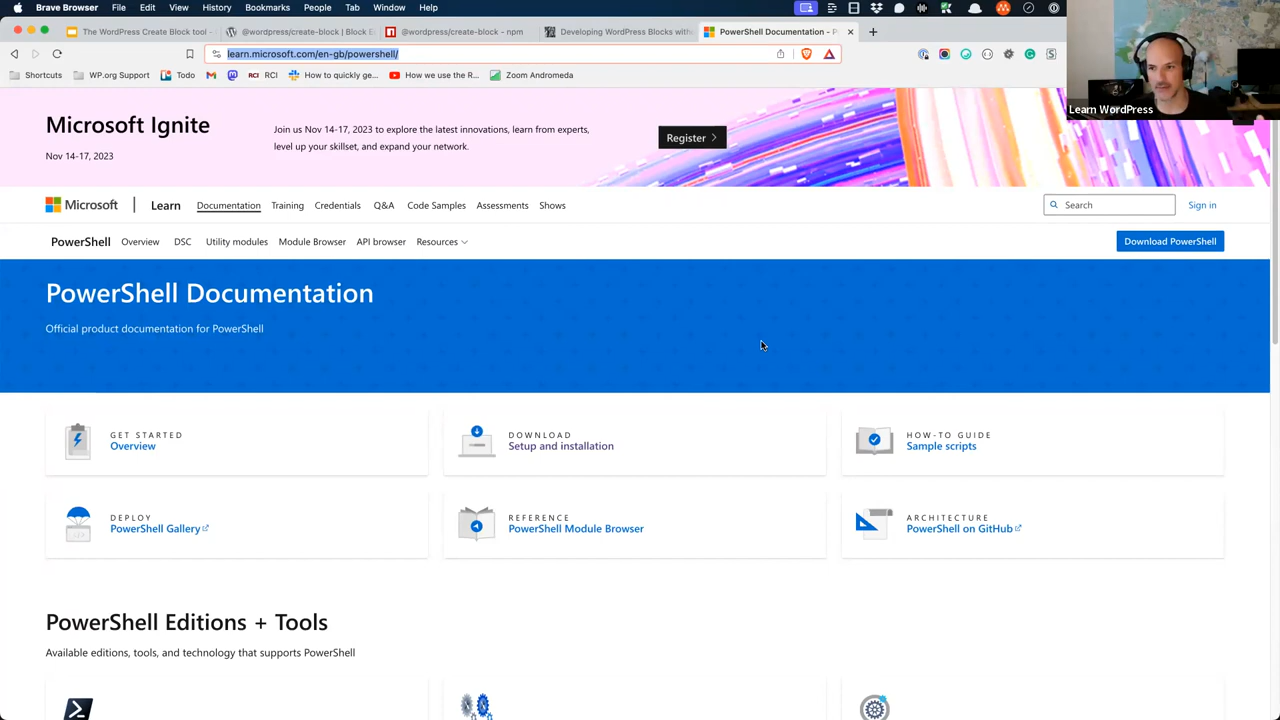 Brave Browser File Edit View History Bookmarks People Tab Window Help
The WordPress Create Block tool -
@wordpress/create-block | Block E
@wordpress/create-block - npm
Developing WordPress Blocks with
PowerShell Documentation - P
learn.microsoft.com/en-gb/powershell/
Shortcuts WP.org Support Todo RCI RCI How to quickly ge... How we use the R... Zoom Andromeda
Learn WordPress
Microsoft Ignite
Nov 14-17, 2023
Join us Nov 14-17, 2023 to explore the latest innovations, learn from experts,
level up your skillset, and expand your network.
Register
Microsoft Learn Documentation Training Credentials Q&A Code Samples Assessments Shows Search Sign in
PowerShell Overview DSC Utility modules Module Browser API browser Resources Download PowerShell
PowerShell Documentation
Official product documentation for PowerShell
GET STARTED
Overview
DOWNLOAD
Setup and installation
HOW-TO GUIDE
Sample scripts
DEPLOY
PowerShell Gallery
REFERENCE
PowerShell Module Browser
ARCHITECTURE
PowerShell on GitHub
PowerShell Editions + Tools
Available editions, tools, and technology that supports PowerShell